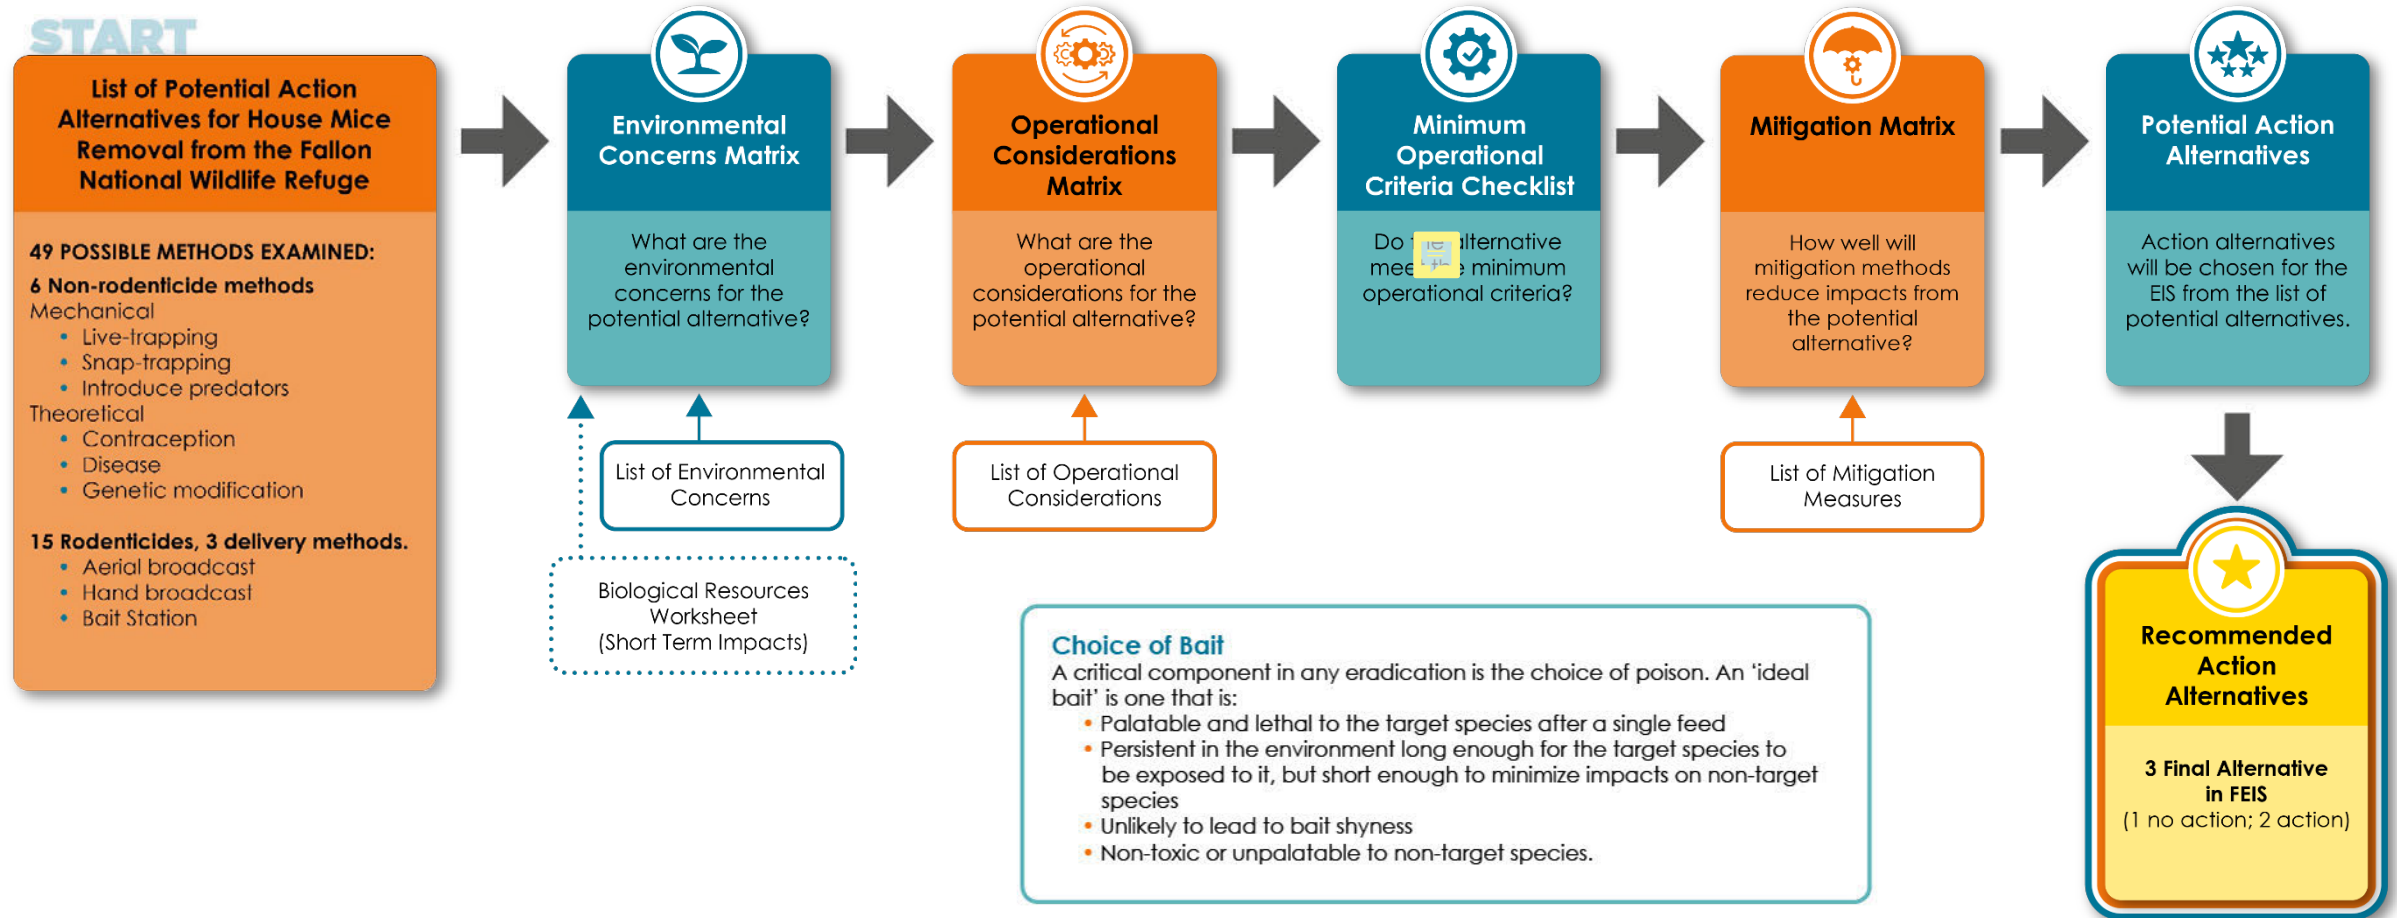 START
List of Potential Action
Alternatives for House Mice
Removal from the Fallon
National Wildlife Refuge
49 POSSIBLE METHODS EXAMINED:
6 Non-rodenticide methods
Mechanical
• Live-trapping
• Snap-trapping
• Introduce predators
Theoretical
• Contraception
• Disease
• Genetic modification
15 Rodenticides, 3 delivery methods.
• Aerial broadcast
• Hand broadcast
• Bait Station
Environmental
Concerns Matrix
What are the
environmental
concerns for the
potential alternative?
List of Environmental
Concerns
Biological Resources
Worksheet
(Short Term Impacts)
Operational
Considerations
Matrix
What are the
operational
considerations for the
potential alternative?
List of Operational
Considerations
Minimum
Operational
Criteria Checklist
Do alternative
minimum
operational criteria?
Mitigation Matrix
How well will
mitigation methods
reduce impacts from
the potential
alternative?
List of Mitigation
Measures
Potential Action
Alternatives
Action alternatives
will be chosen for the
EIS from the list of
potential alternatives.
Recommended
Action
Alternatives
3 Final Alternative
in FEIS
(1 no action; 2 action)
Choice of Bait
A critical component in any eradication is the choice of poison. An ‘ideal
bait’ is one that is:
• Palatable and lethal to the target species after a single feed
• Persistent in the environment long enough for the target species to
be exposed to it, but short enough to minimize impacts on non-target
species
• Unlikely to lead to bait shyness
• Non-toxic or unpalatable to non-target species.